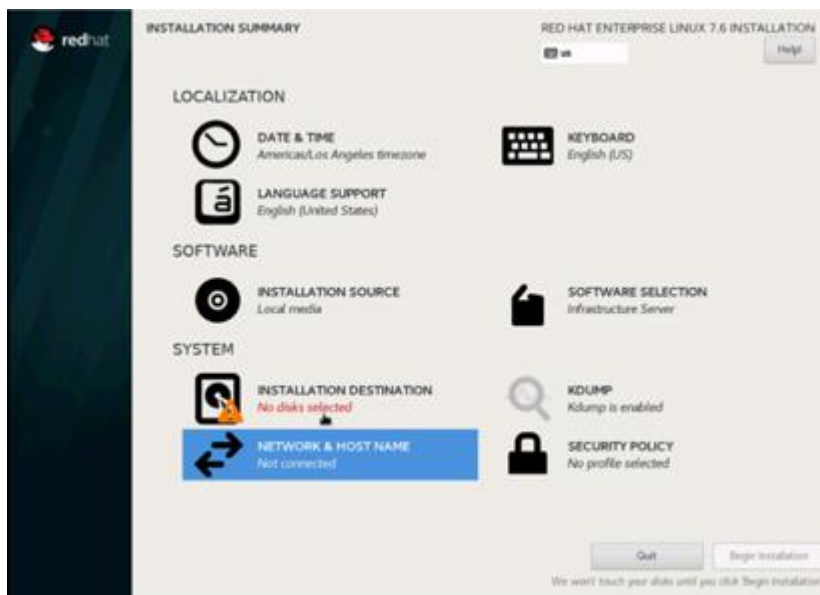 redhat
INSTALLATION SUMMARY
RED HAT ENTERPRISE LINUX 7.6 INSTALLATION
us
Help!
LOCALIZATION
DATE & TIME
Americas/Los Angeles timezone
KEYBOARD
English (US)
LANGUAGE SUPPORT
English (United States)
SOFTWARE
INSTALLATION SOURCE
Local media
SOFTWARE SELECTION
Infrastructure Server
SYSTEM
INSTALLATION DESTINATION
No disks selected
KDUMP
Kdump is enabled
NETWORK & HOST NAME
Not connected
SECURITY POLICY
No profile selected
Quit
Begin Installation
We won't touch your disks until you click 'Begin Installation